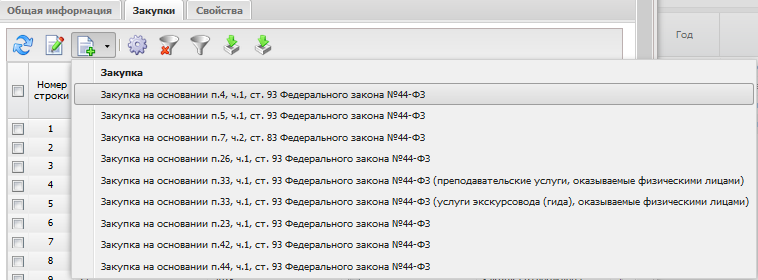 Общая информация
Закупки
Свойства
Год
Номер строки
Закупка
Закупка на основании п.4, ч.1, ст. 93 Федерального закона №44-ФЗ
1
Закупка на основании п.5, ч.1, ст. 93 Федерального закона №44-ФЗ
2
Закупка на основании п.7, ч.2, ст. 83 Федерального закона №44-ФЗ
3
Закупка на основании п.26, ч.1, ст. 93 Федерального закона №44-ФЗ
4
Закупка на основании п.33, ч.1, ст. 93 Федерального закона №44-ФЗ (преподавательские услуги, оказываемые физическими лицами)
5
Закупка на основании п.33, ч.1, ст. 93 Федерального закона №44-ФЗ (услуги экскурсовода (гида), оказываемые физическими лицами)
6
Закупка на основании п.23, ч.1, ст. 93 Федерального закона №44-ФЗ
7
Закупка на основании п.42, ч.1, ст. 93 Федерального закона №44-ФЗ
8
Закупка на основании п.44, ч.1, ст. 93 Федерального закона №44-ФЗ